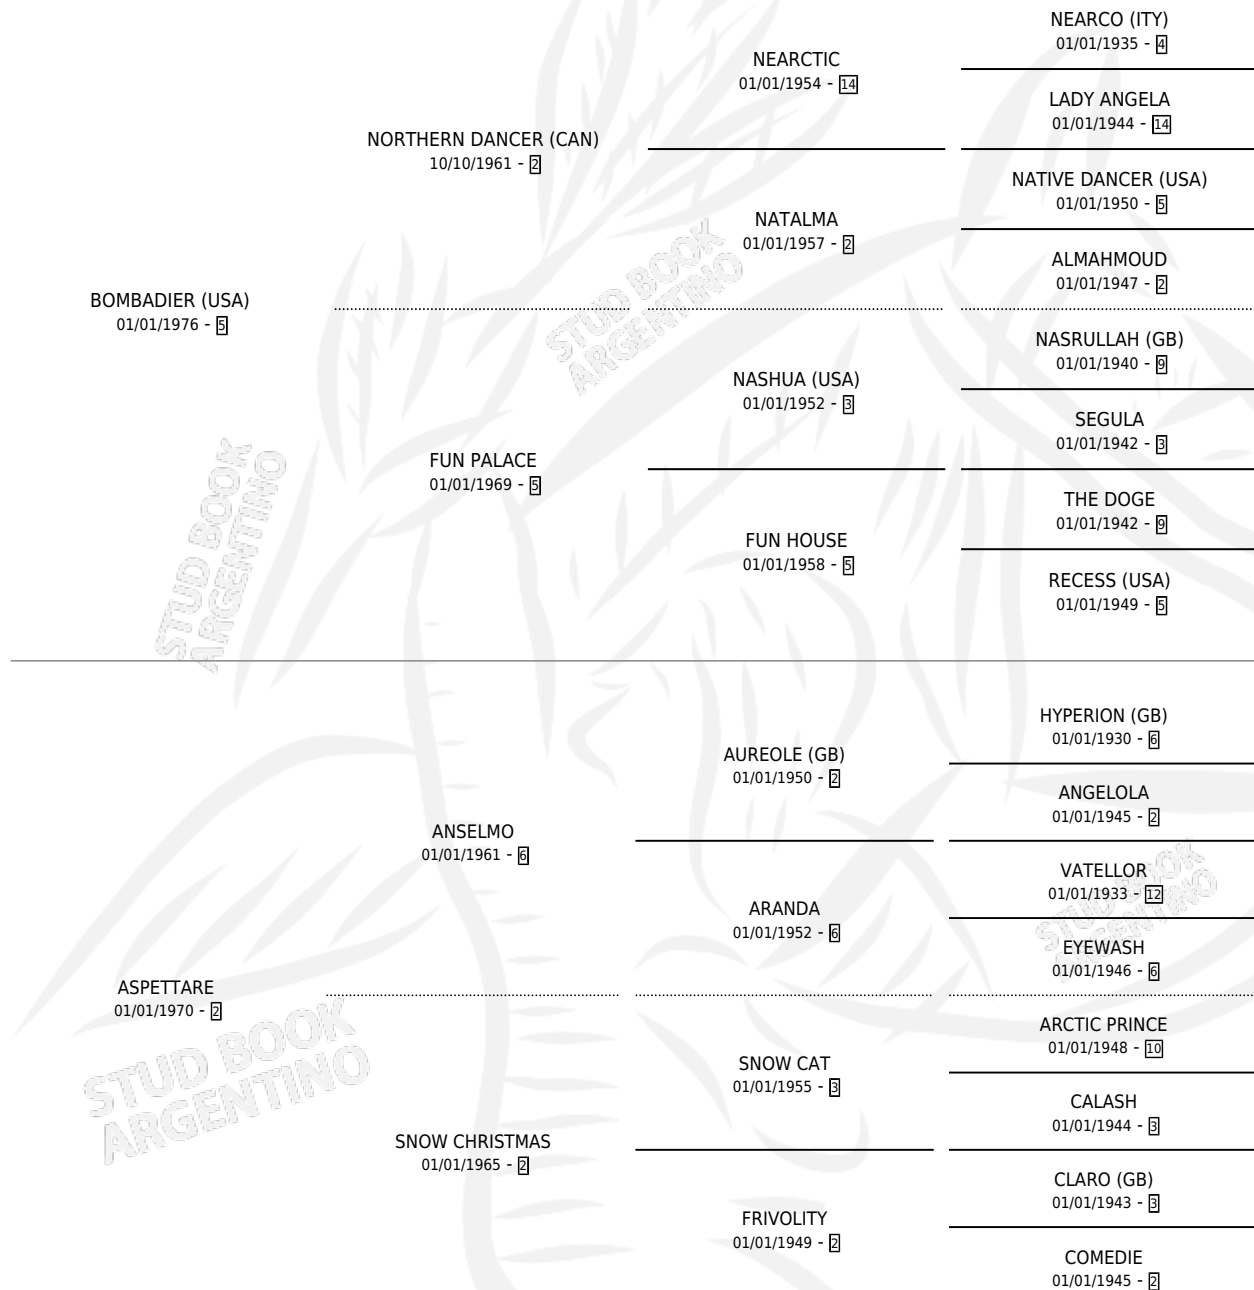 NEARCO (ITY)
01/01/1935 - 4
NEARCTIC
01/01/1954 - 14
LADY ANGELA
01/01/1944 - 14
NORTHERN DANCER (CAN)
10/10/1961 - 2
NATIVE DANCER (USA)
01/01/1950 - 5
NATALMA
01/01/1957 - 2
ALMAHMOUD
01/01/1947 - 2
BOMBADIER (USA)
01/01/1976 - 5
STUD BOOK
ARGENTINO
NASRULLAH (GB)
01/01/1940 - 9
NASHUA (USA)
01/01/1952 - 3
SEGULA
01/01/1942 - 3
FUN PALACE
01/01/1969 - 5
THE DOGE
01/01/1942 - 9
FUN HOUSE
01/01/1958 - 5
RECESS (USA)
01/01/1949 - 5
STUD BOOK
ARGENTINO
HYPERION (GB)
01/01/1930 - 6
AUREOLE (GB)
01/01/1950 - 2
ANGELOLA
01/01/1945 - 2
ANSELMO
01/01/1961 - 6
VATELLOR
01/01/1933 - 12
ARANDA
01/01/1952 - 6
EYEWASH
01/01/1946 - 6
STUD BOOK
ARGENTINO
ASPETTARE
01/01/1970 - 2
STUD BOOK
ARGENTINO
ARCTIC PRINCE
01/01/1948 - 10
SNOW CAT
01/01/1955 - 3
CALASH
01/01/1944 - 3
SNOW CHRISTMAS
01/01/1965 - 2
CLARO (GB)
01/01/1943 - 3
FRIVOLITY
01/01/1949 - 2
COMEDIE
01/01/1945 - 2